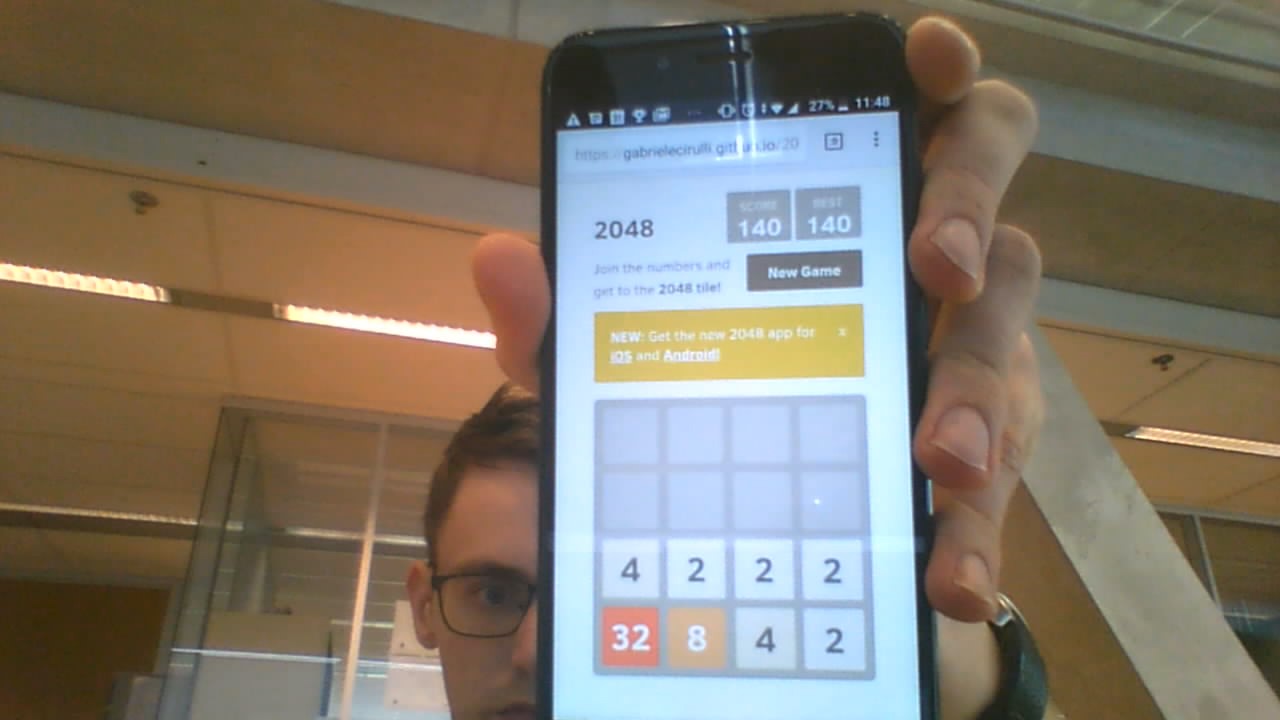 27% 11:48
https://gabrielecirulli.github.io/20
2048
SCORE
140
BEST
140
Join the numbers and
get to the 2048 tile!
New Game
NEW: Get the new 2048 app for
iOS and Android!
x
4 2 2 2
32 8 4 2